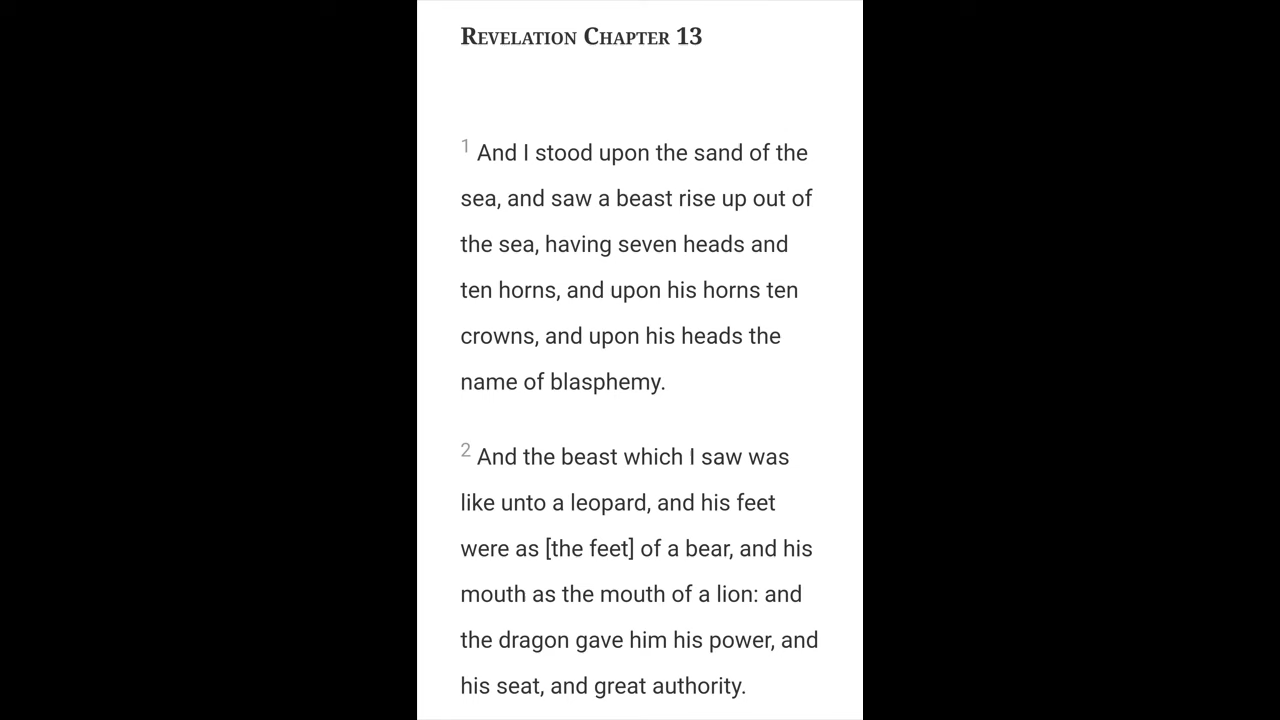 Revelation Chapter 13
1 And I stood upon the sand of the
sea, and saw a beast rise up out of
the sea, having seven heads and
ten horns, and upon his horns ten
crowns, and upon his heads the
name of blasphemy.
2 And the beast which I saw was
like unto a leopard, and his feet
were as [the feet] of a bear, and his
mouth as the mouth of a lion: and
the dragon gave him his power, and
his seat, and great authority.